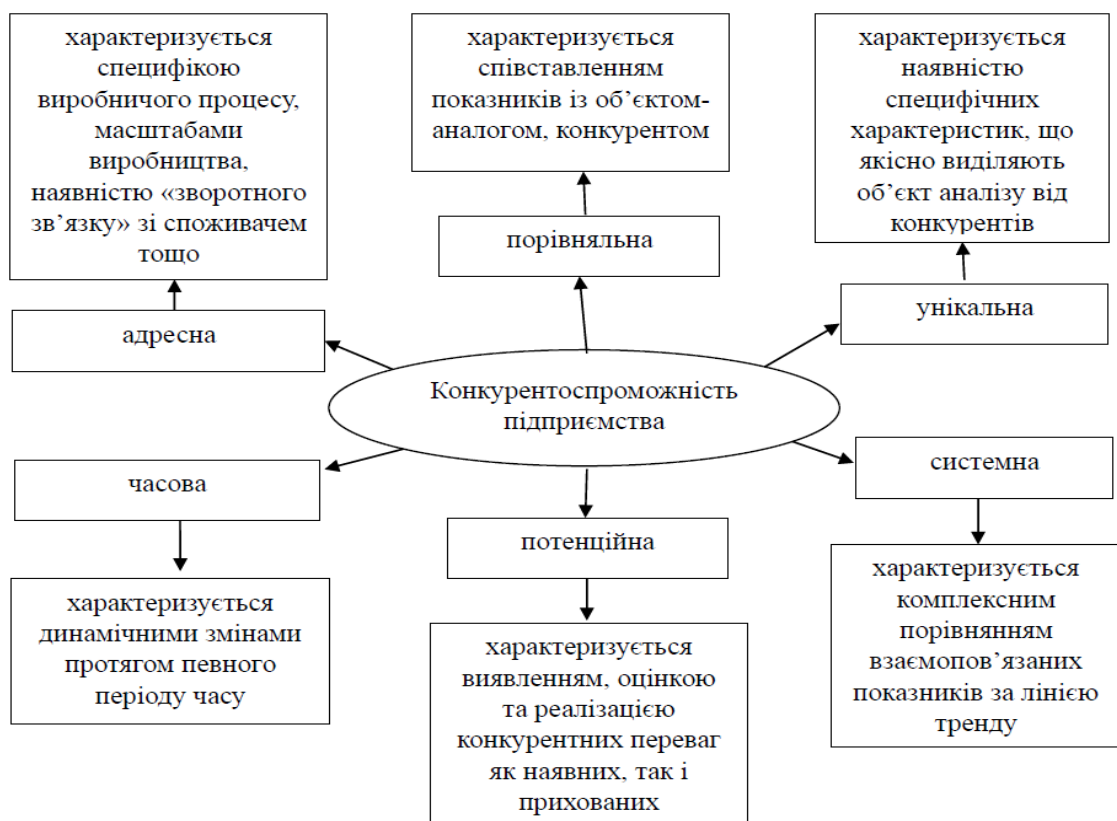 характеризується
специфікою
виробничого процесу,
масштабами
виробництва,
наявністю «зворотного
зв’язку» зі споживачем
тощо
характеризується
співставленням
показників із об’єктом-
аналогом, конкурентом
характеризується
наявністю
специфічних
характеристик, що
якісно виділяють
об’єкт аналізу від
конкурентів
адресна
порівняльна
унікальна
Конкурентоспроможність
підприємства
часова
потенційна
системна
характеризується
динамічними змінами
протягом певного
періоду часу
характеризується
виявленням, оцінкою
та реалізацією
конкурентних переваг
як наявних, так і
прихованих
характеризується
комплексним
порівнянням
взаємопов’язаних
показників за лінією
тренду